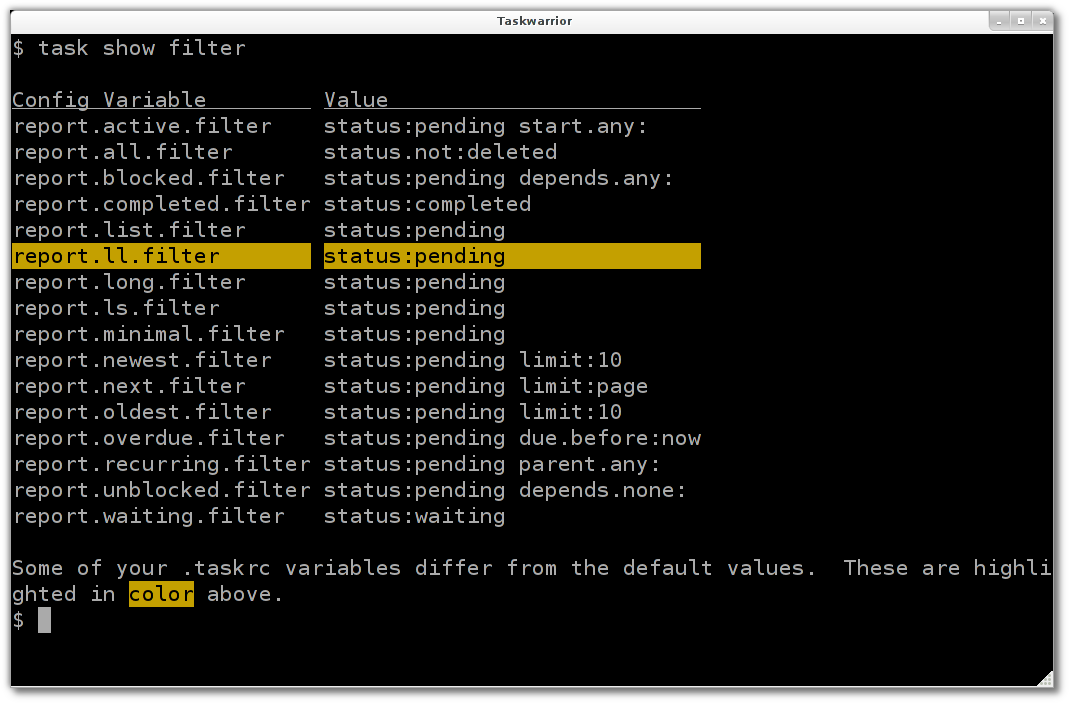 Taskwarrior
$ task show filter
Config Variable Value
report.active.filter status:pending start.any:
report.all.filter status.not:deleted
report.blocked.filter status:pending depends.any:
report.completed.filter status:completed
report.list.filter status:pending
report.ll.filter status:pending
report.long.filter status:pending
report.ls.filter status:pending
report.minimal.filter status:pending
report.newest.filter status:pending limit:10
report.next.filter status:pending limit:page
report.oldest.filter status:pending limit:10
report.overdue.filter status:pending due.before:now
report.recurring.filter status:pending parent.any:
report.unblocked.filter status:pending depends.none:
report.waiting.filter status:waiting
Some of your .taskrc variables differ from the default values.  These are highli
ghted in color above.
$